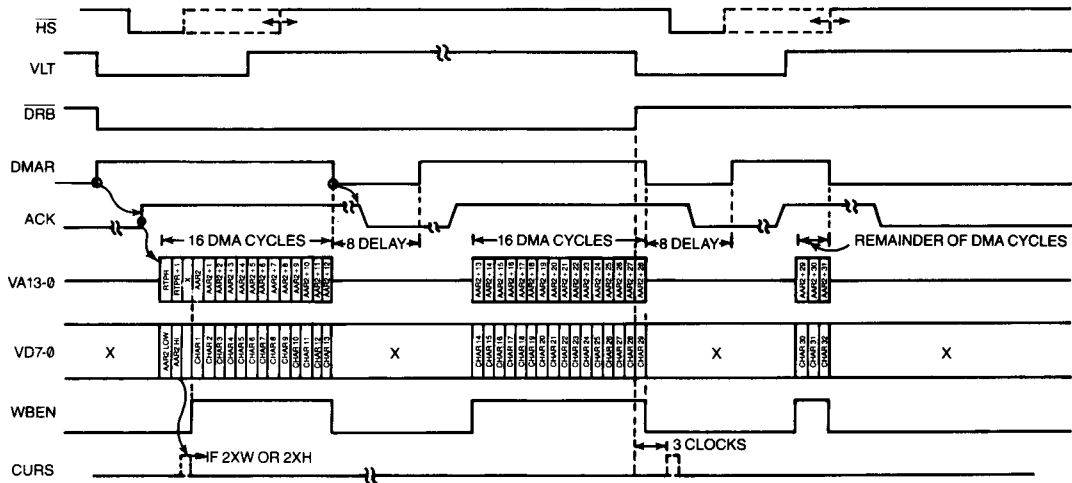 HS
VLT
DRB
DMAR
ACK
16 DMA CYCLES
8 DELAY
16 DMA CYCLES
8 DELAY
REMAINDER OF DMA CYCLES
VA13-0
RTPR
RTPR + 1
X
AAR2
AAR2 + 1
AAR2 + 2
AAR2 + 3
AAR2 + 4
AAR2 + 5
AAR2 + 6
AAR2 + 7
AAR2 + 8
AAR2 + 9
AAR2 + 10
AAR2 + 11
AAR2 + 12
AAR2 + 13
AAR2 + 14
AAR2 + 15
AAR2 + 16
AAR2 + 17
AAR2 + 18
AAR2 + 19
AAR2 + 20
AAR2 + 21
AAR2 + 22
AAR2 + 23
AAR2 + 24
AAR2 + 25
AAR2 + 26
AAR2 + 27
AAR2 + 28
AAR2 + 29
AAR2 + 30
AAR2 + 31
VD7-0
X
AAR2 LOW
AAR2 HI
CHAR 1
CHAR 2
CHAR 3
CHAR 4
CHAR 5
CHAR 6
CHAR 7
CHAR 8
CHAR 9
CHAR 10
CHAR 11
CHAR 12
CHAR 13
X
CHAR 14
CHAR 15
CHAR 16
CHAR 17
CHAR 18
CHAR 19
CHAR 20
CHAR 21
CHAR 22
CHAR 23
CHAR 24
CHAR 25
CHAR 26
CHAR 27
CHAR 28
CHAR 29
X
CHAR 30
CHAR 31
CHAR 32
X
WBEN
3 CLOCKS
IF 2XW OR 2XH
CURS